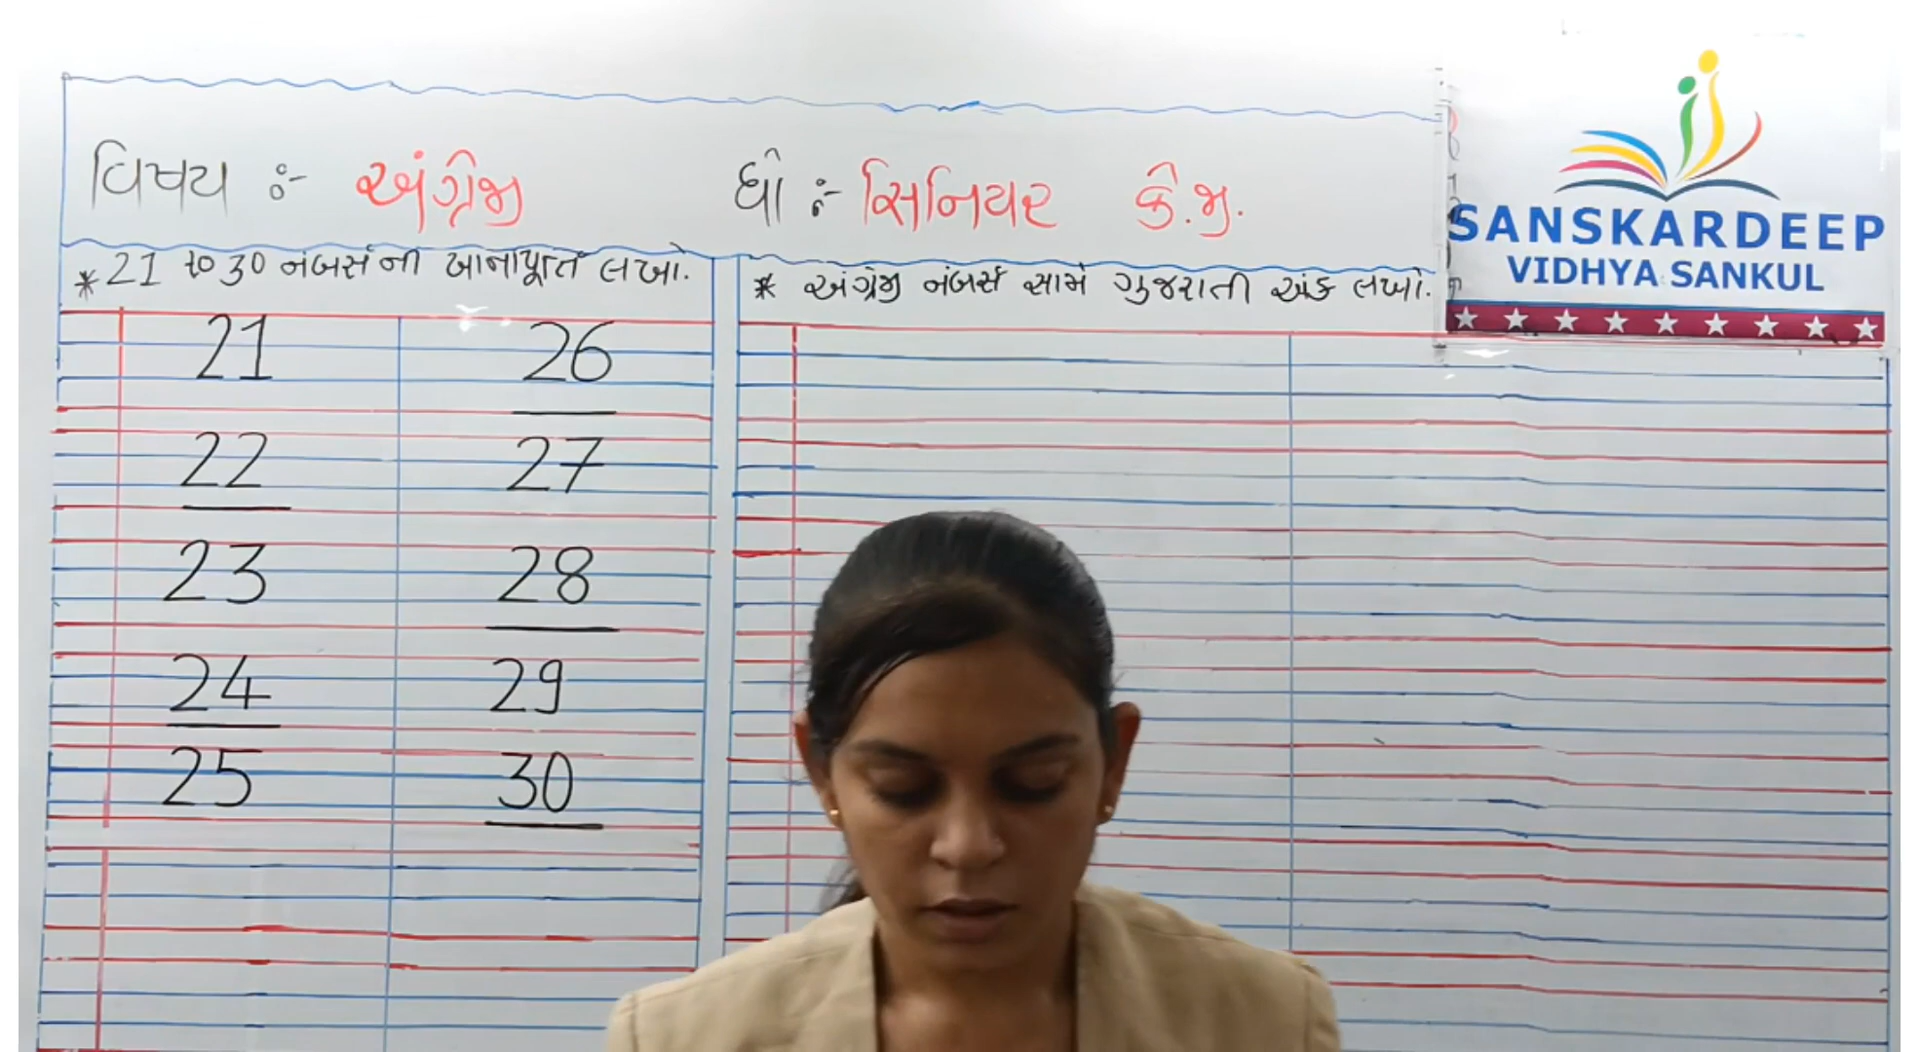 વિષય :- અંગ્રેજી
ધો :- સિનિયર કે.જી.
SANSKARDEEP
VIDHYA SANKUL
* 21 to 30 નંબર્સની ખાનાપૂર્તિ લખો.
21 26
22 27
23 28
24 29
25 30
* અંગ્રેજી નંબર્સ સામે ગુજરાતી અંક લખો.